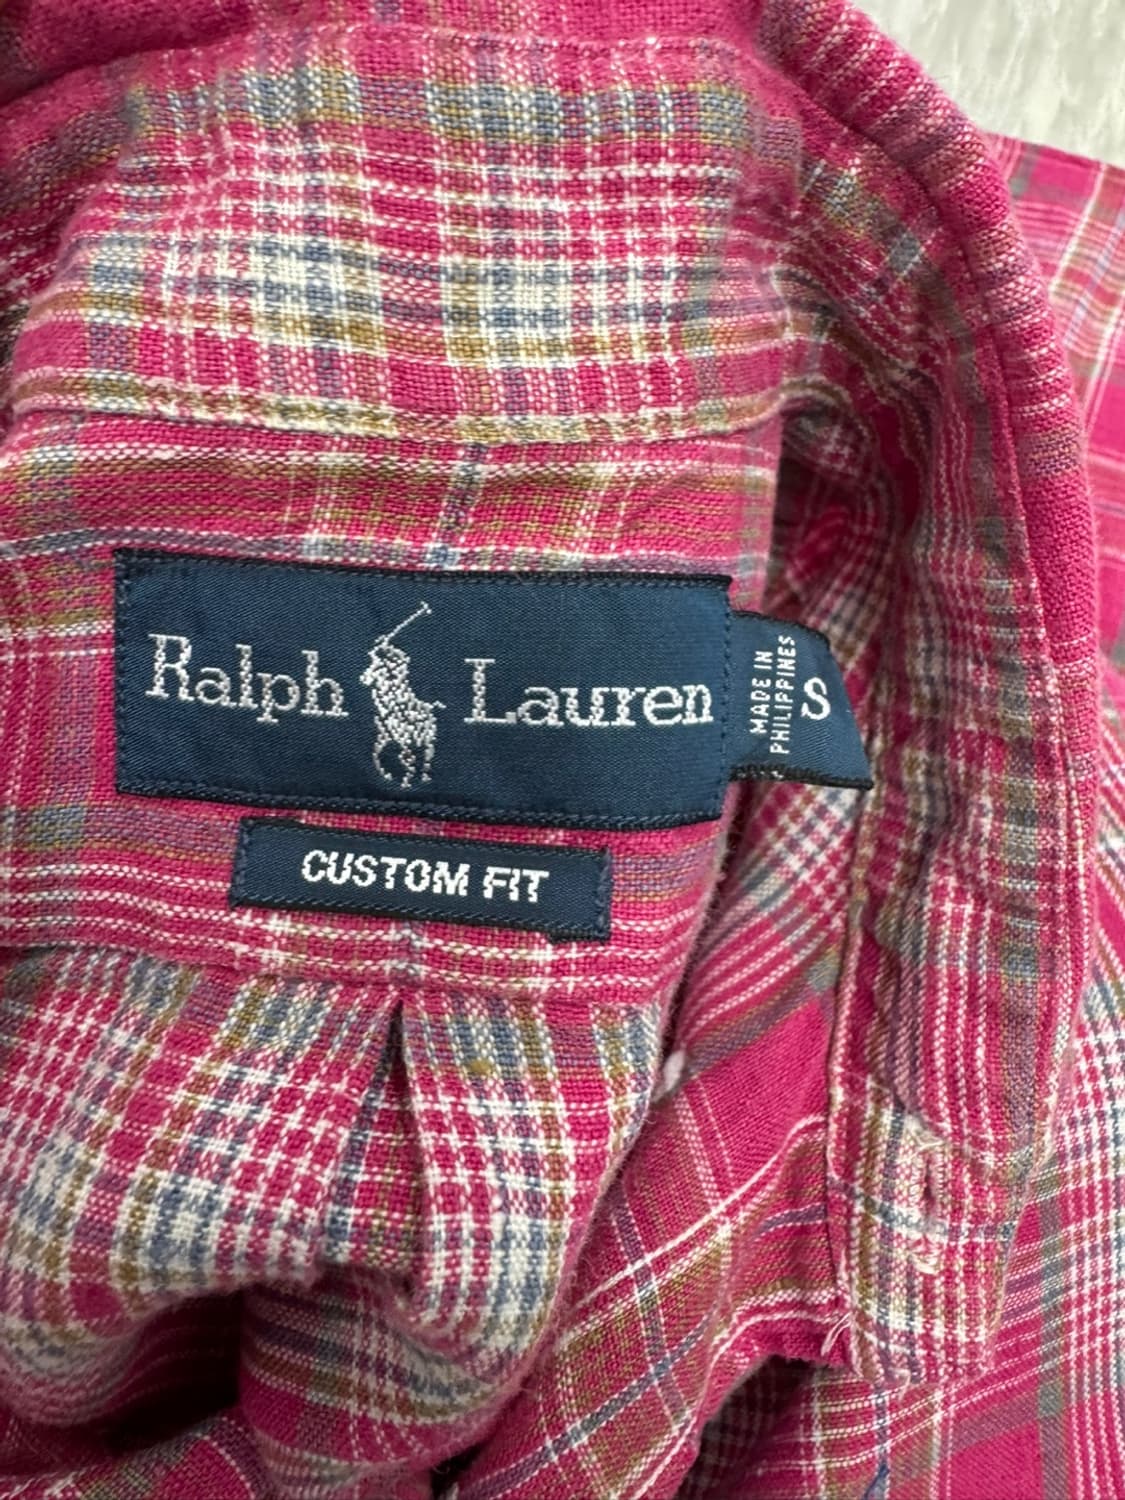 Ralph Lauren
MADE IN
PHILIPPINES
S
CUSTOM FIT